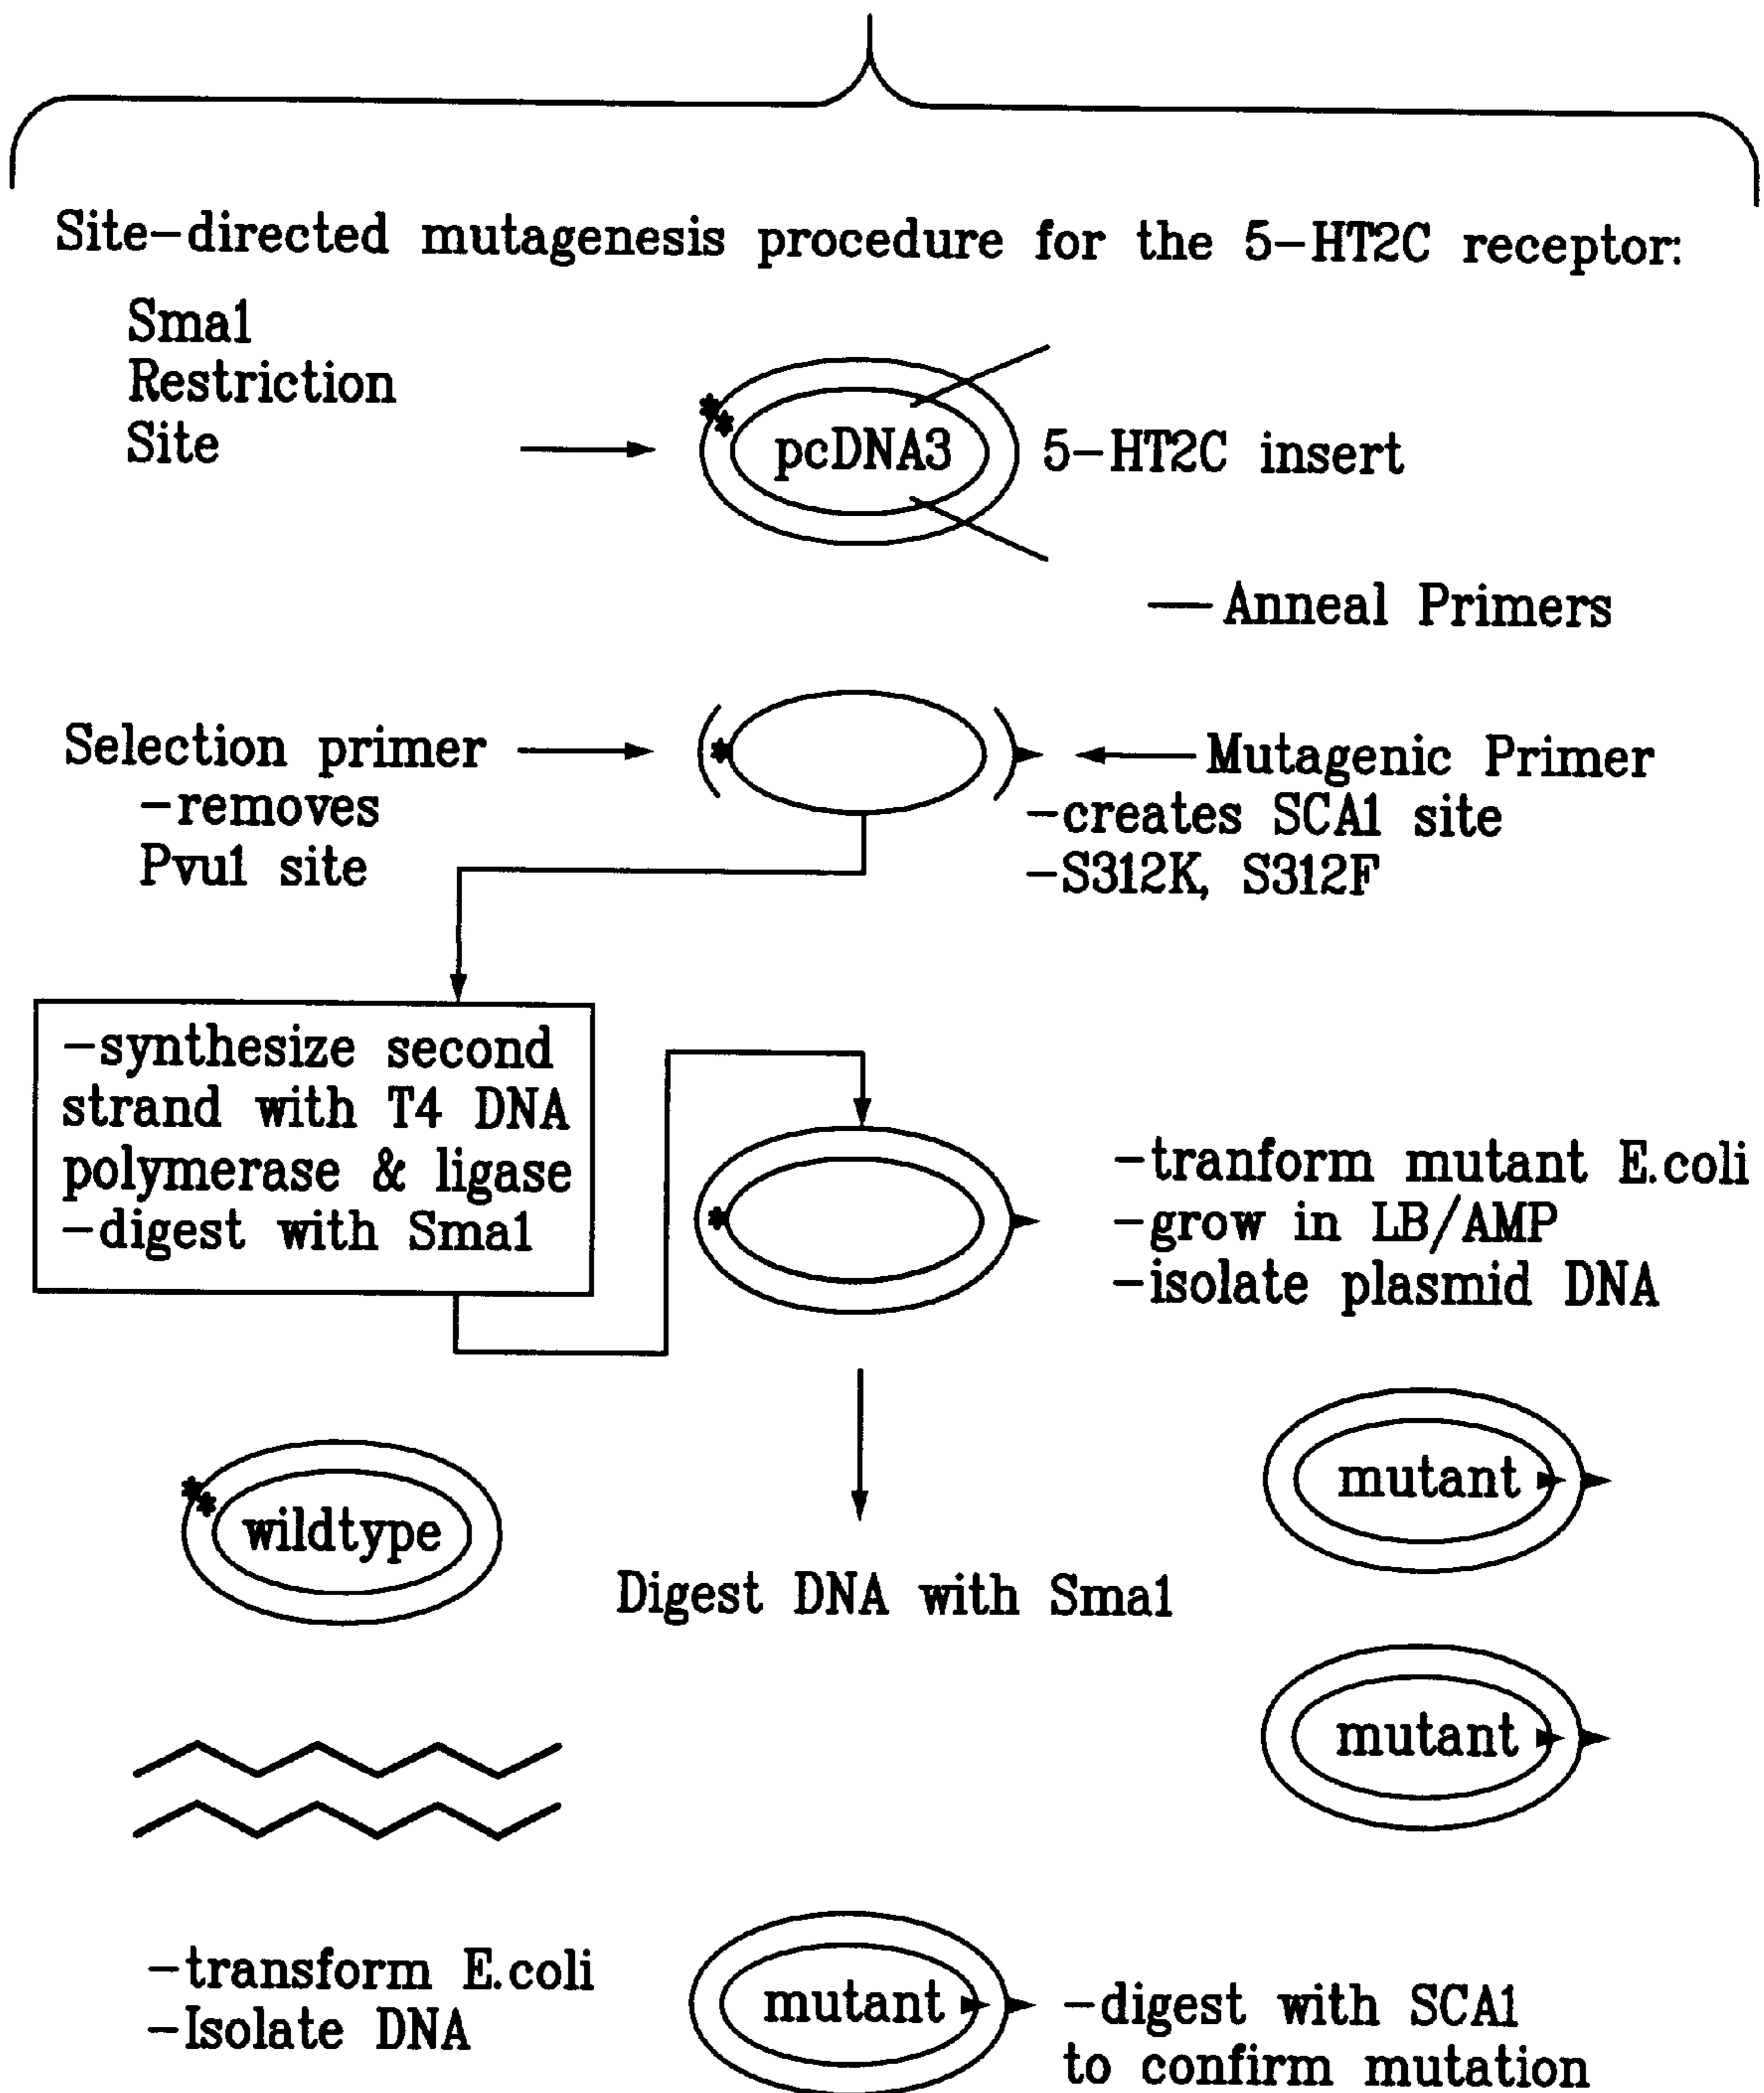 Site-directed mutagenesis procedure for the 5-HT2C receptor:
Sma1
Restriction
Site
pcDNA3
5-HT2C insert
—Anneal Primers
Selection primer
-removes
Pvu1 site
Mutagenic Primer
-creates SCA1 site
-S312K, S312F
-synthesize second
strand with T4 DNA
polymerase & ligase
-digest with Sma1
-tranform mutant E.coli
-grow in LB/AMP
-isolate plasmid DNA
wildtype
Digest DNA with Sma1
mutant
mutant
-transform E.coli
-Isolate DNA
mutant
-digest with SCA1
to confirm mutation